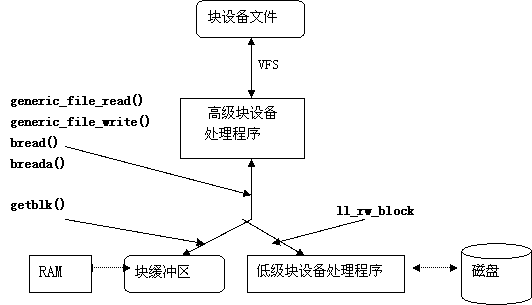 块设备文件
VFS
generic_file_read()
generic_file_write()
bread()
breada()
高级块设备
处理程序
getblk()
ll_rw_block
RAM
块缓冲区
低级块设备处理程序
磁盘